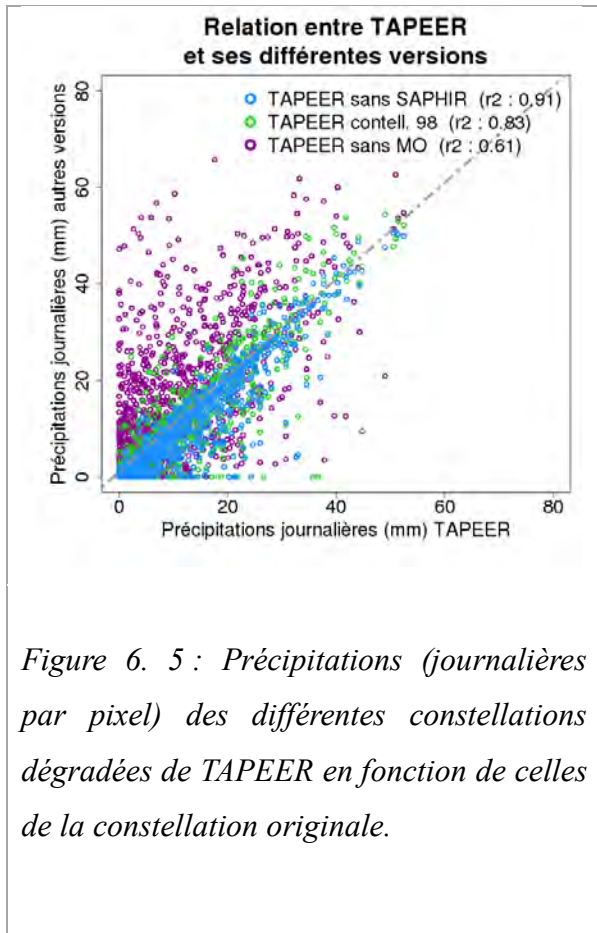 Relation entre TAPEER
et ses différentes versions
TAPEER sans SAPHIR (r2 : 0.91)
TAPEER contell. 98 (r2 : 0.83)
TAPEER sans MO (r2 : 0.61)
Précipitations journalières (mm) autres versions
80
60
40
20
0
0 20 40 60 80
Précipitations journalières (mm) TAPEER
Figure 6. 5 : Précipitations (journalières
par pixel) des différentes constellations
dégradées de TAPEER en fonction de celles
de la constellation originale.